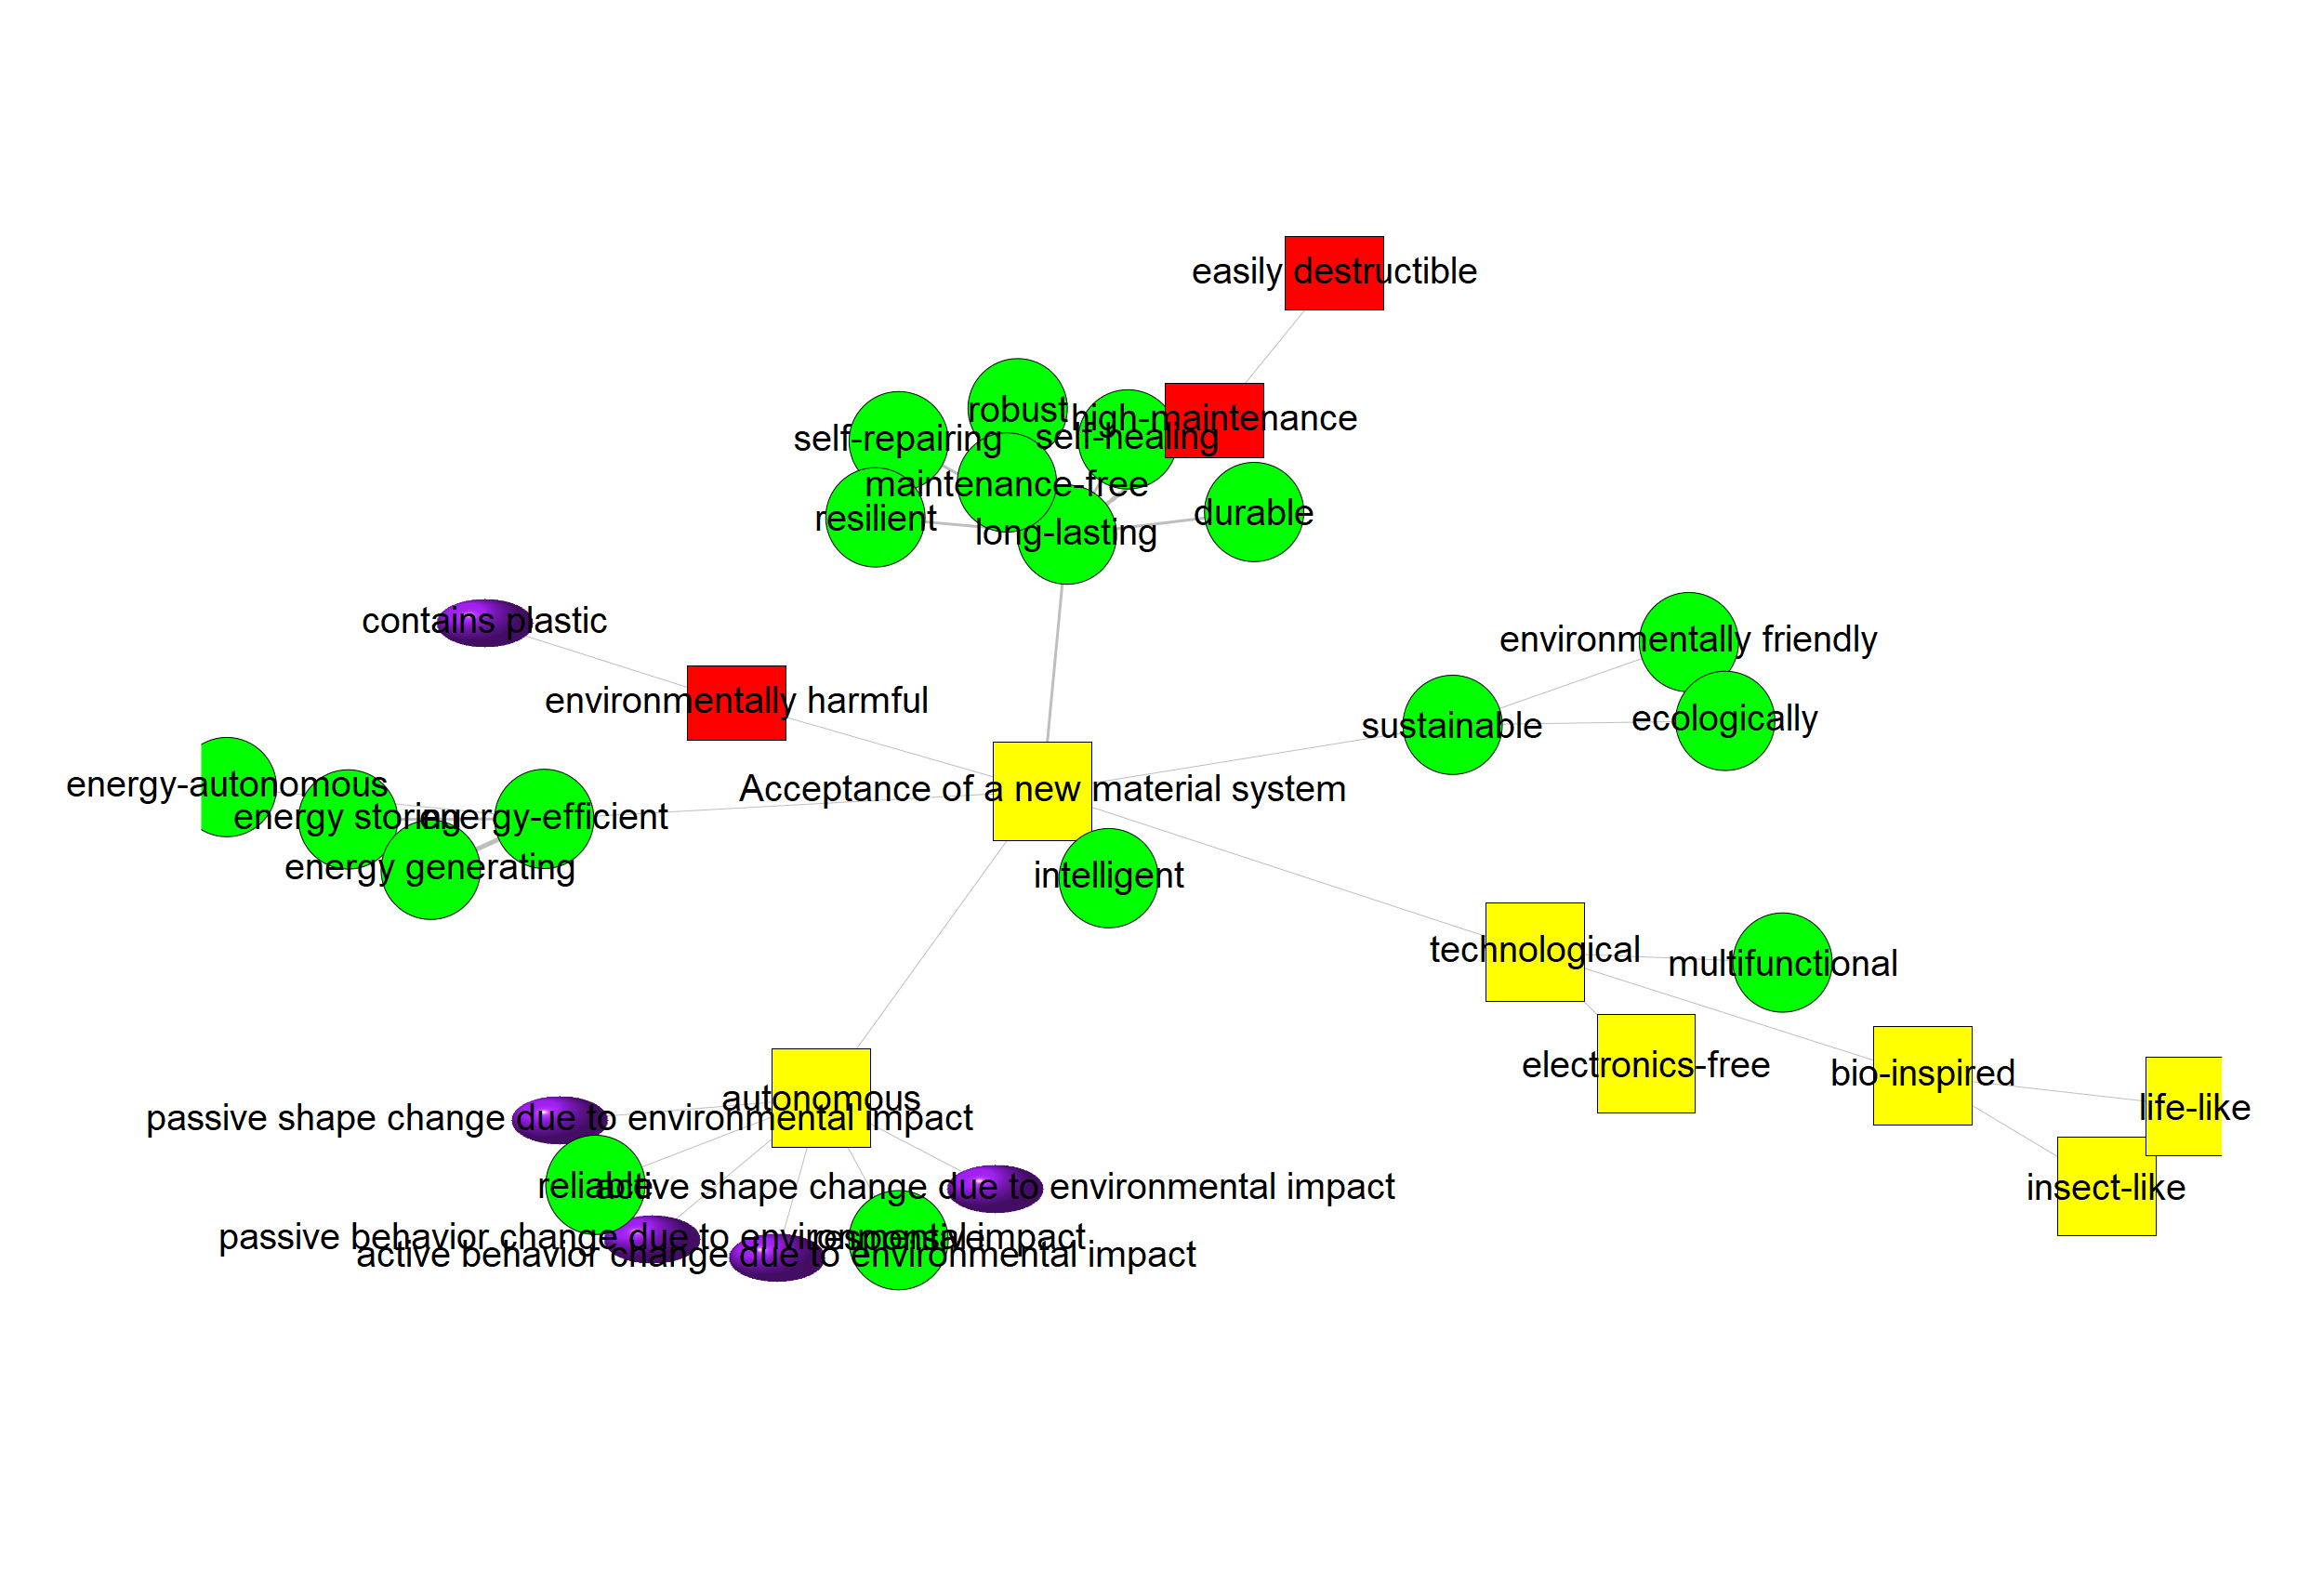 easily destructible
robust
high-maintenance
self-repairing
self-healing
maintenance-free
durable
resilient
long-lasting
contains plastic
environmentally friendly
environmentally harmful
ecologically
sustainable
energy-autonomous
Acceptance of a new material system
energy storing
energy-efficient
energy generating
intelligent
technological
multifunctional
electronics-free
bio-inspired
autonomous
life-like
passive shape change due to environmental impact
reliable
active shape change due to environmental impact
insect-like
passive behavior change due to environmental impact
responsive
active behavior change due to environmental impact